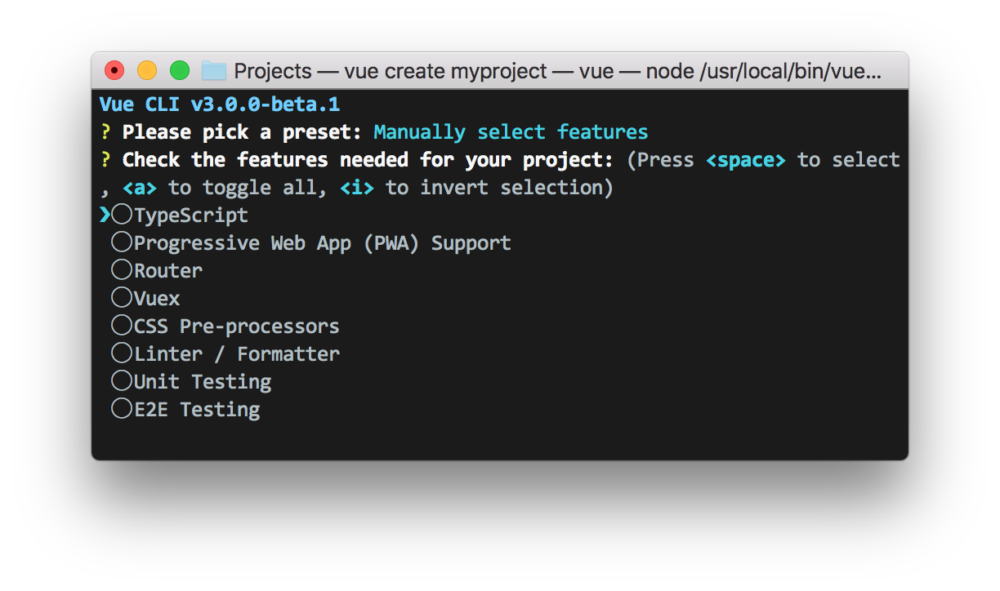 Projects — vue create myproject — vue — node /usr/local/bin/vue...
Vue CLI v3.0.0-beta.1
? Please pick a preset: Manually select features
? Check the features needed for your project: (Press <space> to select
, <a> to toggle all, <i> to invert selection)
❯◯TypeScript
◯Progressive Web App (PWA) Support
◯Router
◯Vuex
◯CSS Pre-processors
◯Linter / Formatter
◯Unit Testing
◯E2E Testing